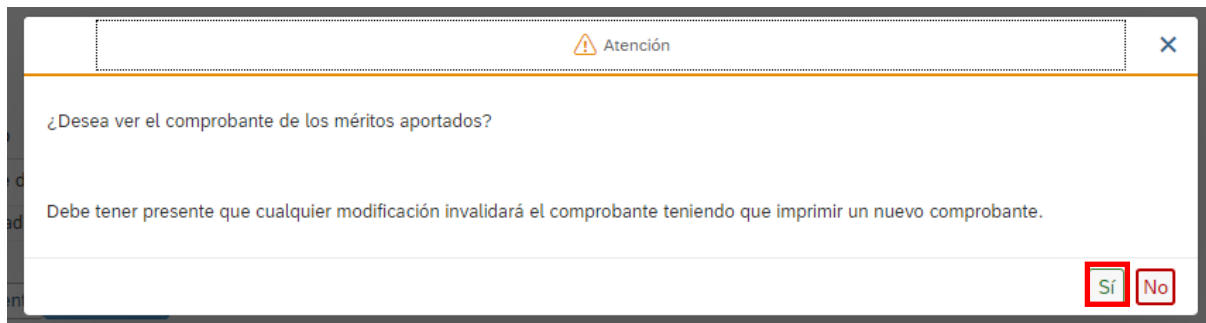 Atención
¿Desea ver el comprobante de los méritos aportados?
Debe tener presente que cualquier modificación invalidará el comprobante teniendo que imprimir un nuevo comprobante.
Sí No